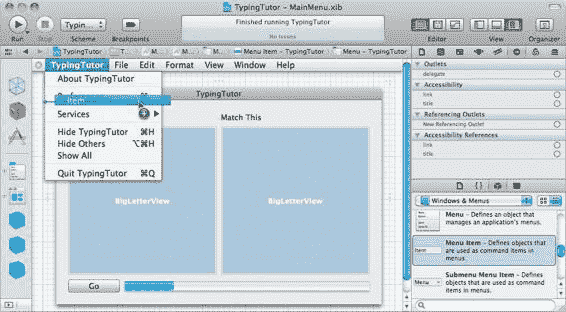 TypingTutor – MainMenu.xib
Finished running TypingTutor
No Issues
Run
Stop
Typin...
Scheme
Breakpoints
Editor
View
Organizer
TypingTutor
M...
M...
Menu Item – TypingTutor
Menu – TypingTutor
TypingTutor File Edit Format View Window Help
About TypingTutor
Item
Services
Hide TypingTutor ⌘H
Hide Others ⌥⌘H
Show All
Quit TypingTutor ⌘Q
TypingTutor
Match This
BigLetterView
BigLetterView
Go
Outlets
delegate
Accessibility
link
title
Referencing Outlets
New Referencing Outlet
Accessibility References
link
title
Windows & Menus
Menu – Defines an object that
manages an application's menus.
Item
Menu Item – Defines objects that
are used as command items in
menus.
Menu
Submenu Menu Item – Defines
objects that are used as command
items in menus.